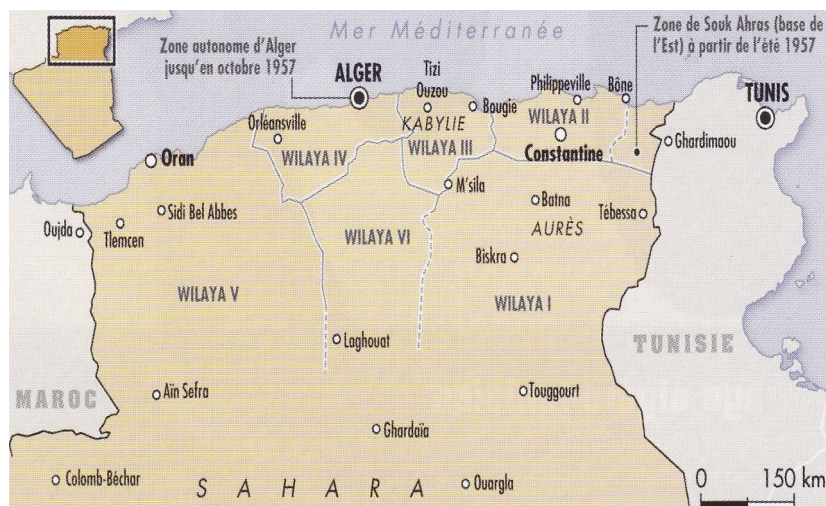 Mer Méditerranée
Zone autonome d'Alger
jusqu'en octobre 1957
Zone de Souk Ahras (base de
l'Est) à partir de l'été 1957
ALGER
Tizi
Ouzou
Bougie
Philippeville
Bône
TUNIS
KABYLIE
WILAYA II
Orléansville
WILAYA IV
WILAYA III
Constantine
Ghardimaou
Oran
M'sila
Batna
Tébessa
Sidi Bel Abbes
Oujda
Tlemcen
AURÈS
WILAYA VI
Biskra
WILAYA V
WILAYA I
Laghouat
TUNISIE
MAROC
Aïn Sefra
Touggourt
Ghardaïa
Colomb-Béchar
SAHARA
Ouargla
0 150 km